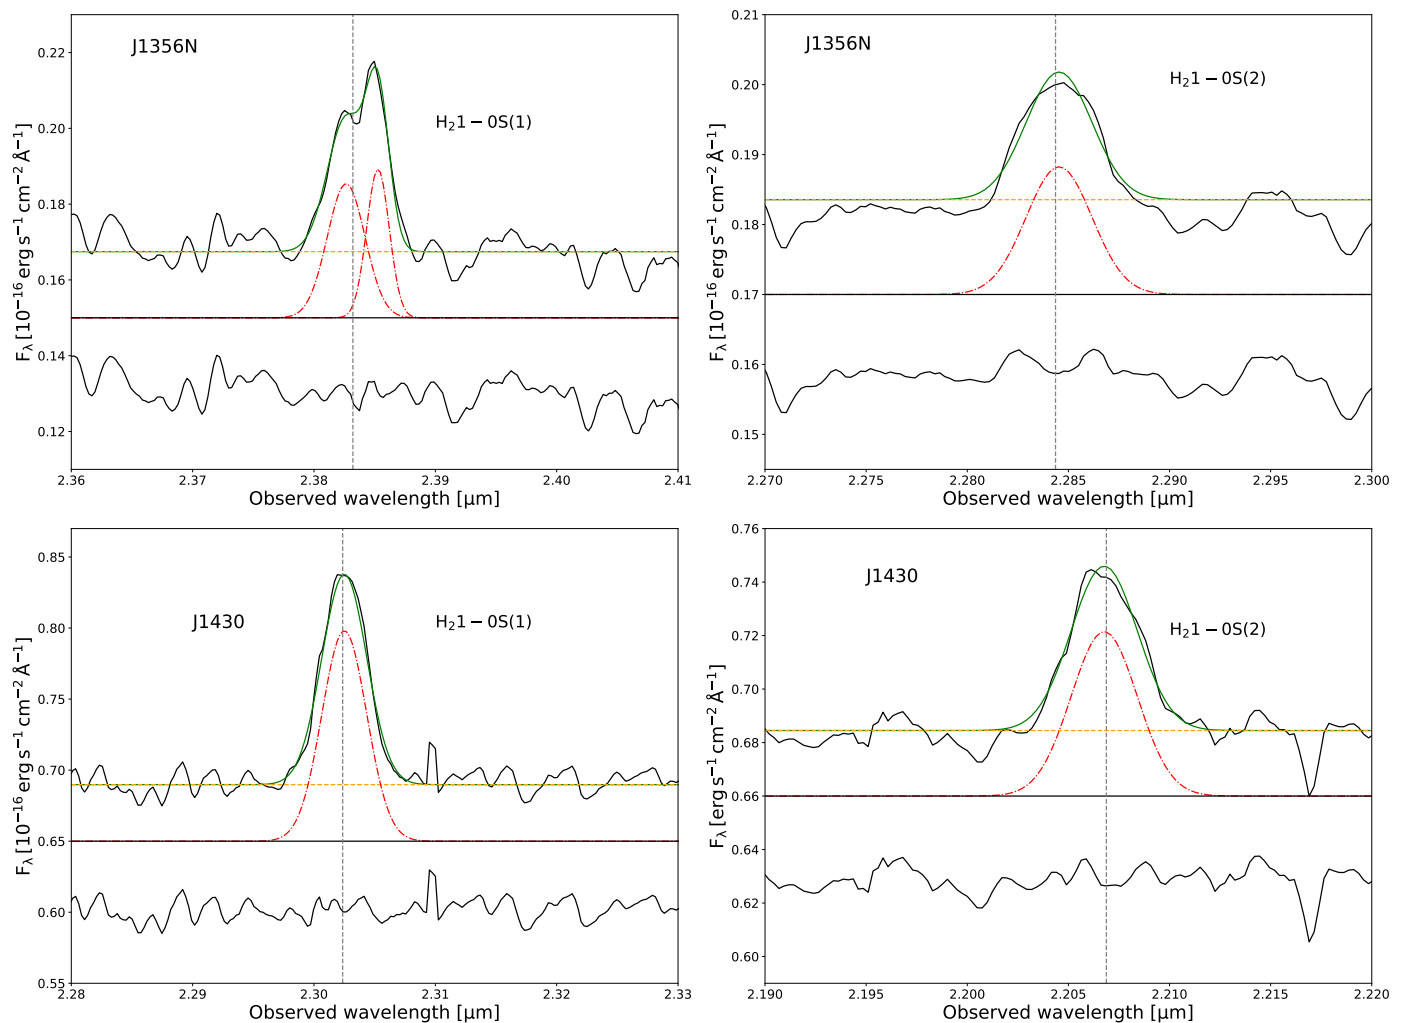 J1356N
H₂1−0S(1)
F_λ [10⁻¹⁶ erg s⁻¹ cm⁻² Å⁻¹]
0.22
0.20
0.18
0.16
0.14
0.12
2.36 2.37 2.38 2.39 2.40 2.41
Observed wavelength [μm]
J1356N
H₂1−0S(2)
F_λ [10⁻¹⁶ erg s⁻¹ cm⁻² Å⁻¹]
0.21
0.20
0.19
0.18
0.17
0.16
0.15
2.270 2.275 2.280 2.285 2.290 2.295 2.300
Observed wavelength [μm]
J1430
H₂1−0S(1)
F_λ [10⁻¹⁶ erg s⁻¹ cm⁻² Å⁻¹]
0.85
0.80
0.75
0.70
0.65
0.60
0.55
2.28 2.29 2.30 2.31 2.32 2.33
Observed wavelength [μm]
J1430
H₂1−0S(2)
F_λ [erg s⁻¹ cm⁻² Å⁻¹]
0.76
0.74
0.72
0.70
0.68
0.66
0.64
0.62
0.60
2.190 2.195 2.200 2.205 2.210 2.215 2.220
Observed wavelength [μm]